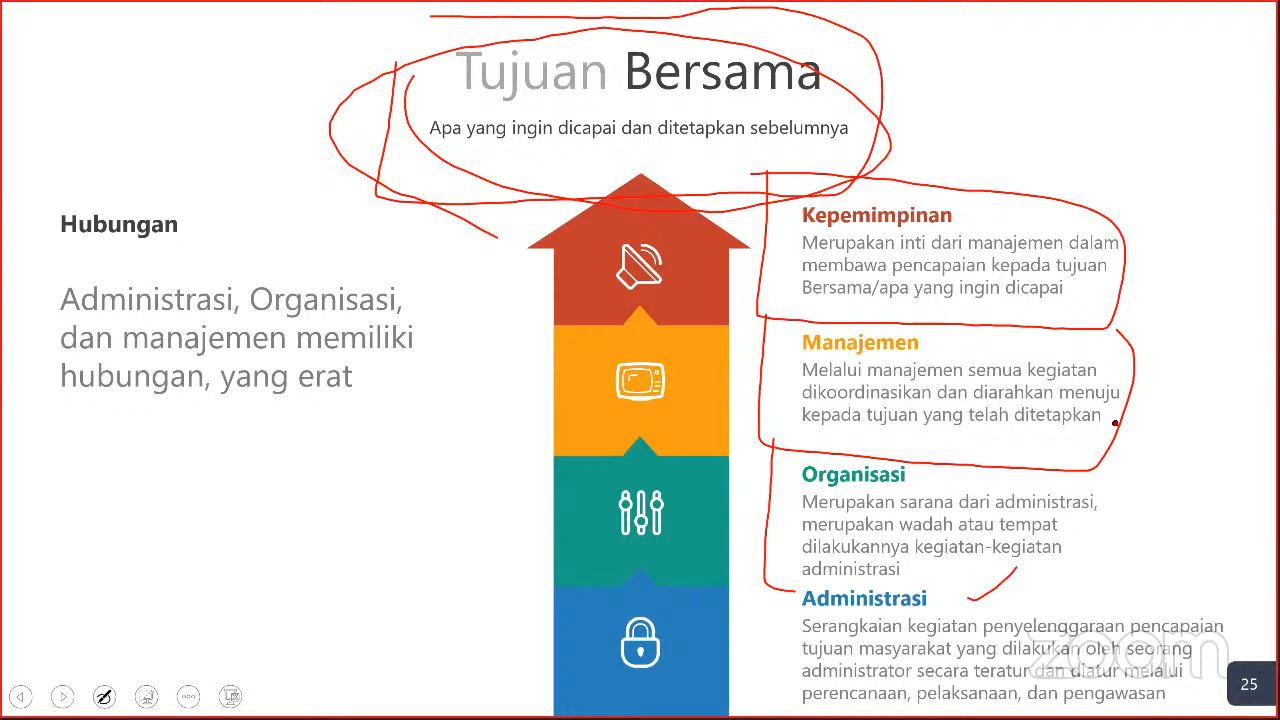 Tujuan Bersama
Apa yang ingin dicapai dan ditetapkan sebelumnya
Hubungan
Administrasi, Organisasi,
dan manajemen memiliki
hubungan, yang erat
Kepemimpinan
Merupakan inti dari manajemen dalam
membawa pencapaian kepada tujuan
Bersama/apa yang ingin dicapai
Manajemen
Melalui manajemen semua kegiatan
dikoordinasikan dan diarahkan menuju
kepada tujuan yang telah ditetapkan
Organisasi
Merupakan sarana dari administrasi,
merupakan wadah atau tempat
dilakukannya kegiatan-kegiatan
administrasi
Administrasi
Serangkaian kegiatan penyelenggaraan pencapaian
tujuan masyarakat yang dilakukan oleh seorang
administrator secara teratur dan diatur melalui
perencanaan, pelaksanaan, dan pengawasan
zoom
25